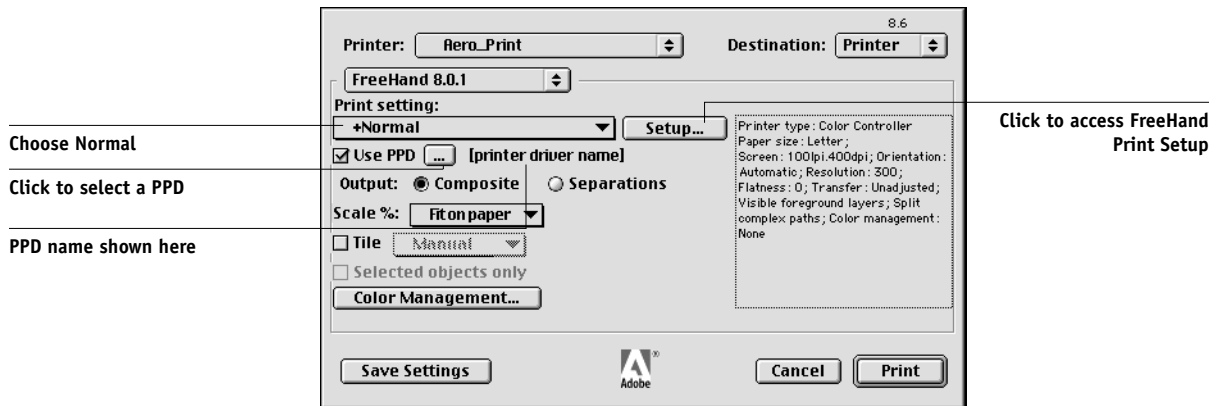 8.6
Printer: Aero_Print Destination: Printer
FreeHand 8.0.1
Print setting:
+Normal Setup...
Use PPD ... [printer driver name]
Output: Composite Separations
Scale %: Fit on paper
Tile Manual
Selected objects only
Color Management...
Printer type: Color Controller
Paper size: Letter;
Screen: 100lpi.400dpi; Orientation:
Automatic; Resolution: 300;
Flatness: 0; Transfer: Unadjusted;
Visible foreground layers; Split
complex paths; Color management:
None
Save Settings Adobe ® Cancel Print
Choose Normal
Click to select a PPD
PPD name shown here
Click to access FreeHand
Print Setup